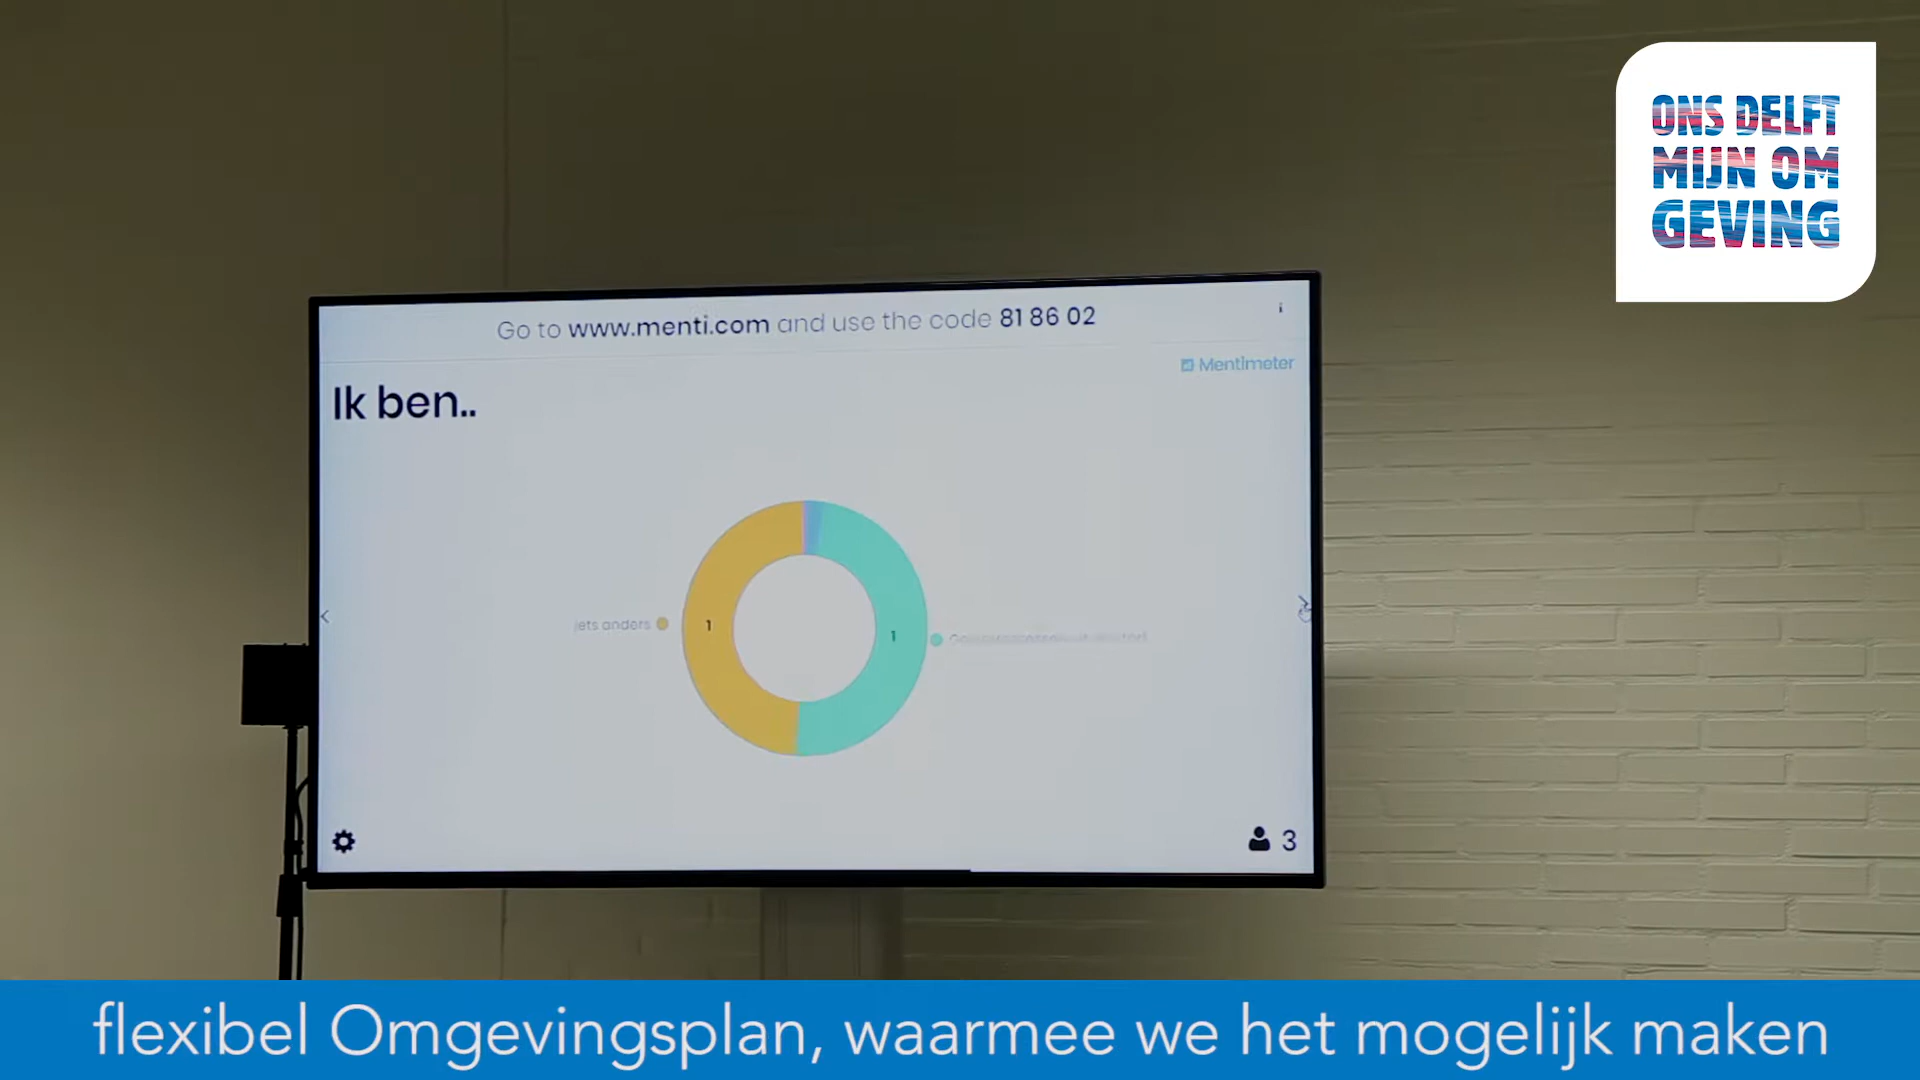 ONS DELFT
MIJN OM
GEVING
Go to www.menti.com and use the code 81 86 02
Mentimeter
Ik ben..
Iets anders
1
1
3
flexibel Omgevingsplan, waarmee we het mogelijk maken